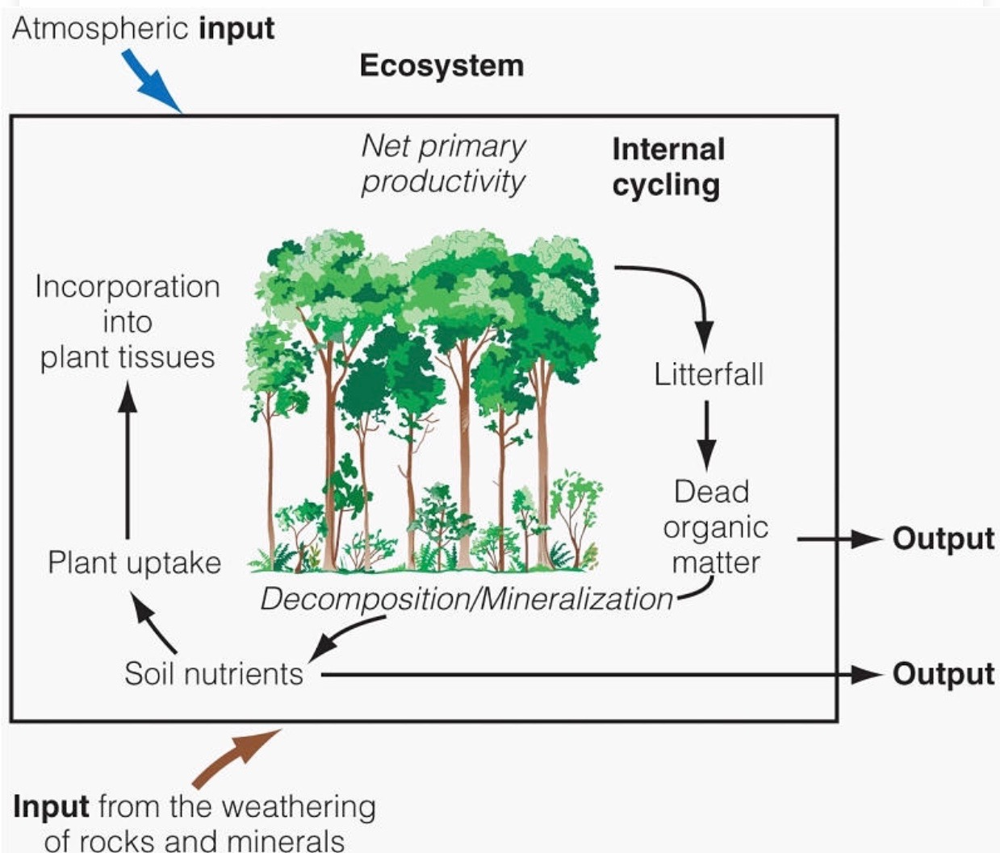 Atmospheric input
Ecosystem
Net primary
productivity
Internal
cycling
Incorporation
into
plant tissues
Litterfall
Dead
organic
matter
Output
Plant uptake
Decomposition/Mineralization
Soil nutrients
Output
Input from the weathering
of rocks and minerals